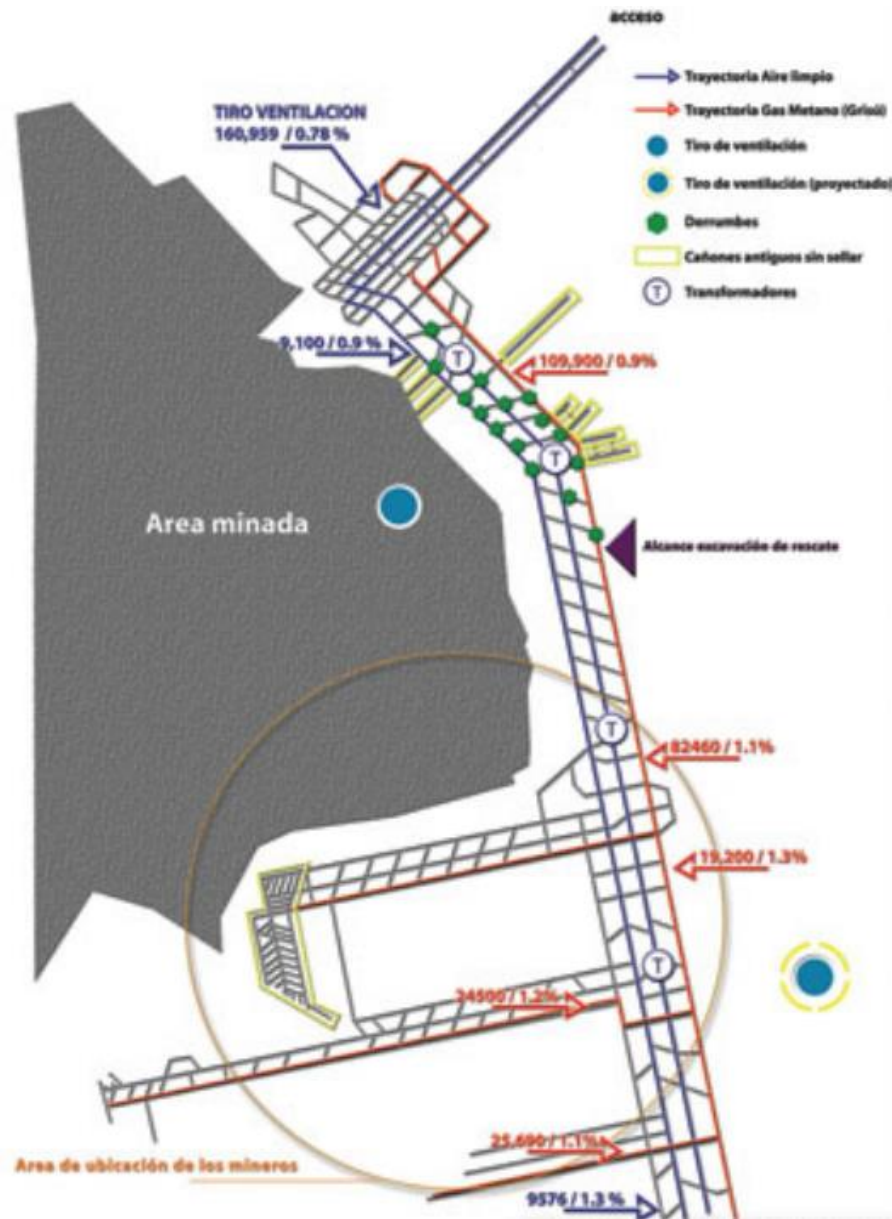 acceso
Trayectoria Aire limpio
Trayectoria Gas Metano (Grisú)
Tiro de ventilación
Tiro de ventilación (proyectado)
Derrumbes
Cañones antiguos sin sellar
T
Transformadores
TIRO VENTILACION
160,959 / 0.78 %
9,100 / 0.9 %
T
109,900 / 0.9%
T
Area minada
Alcance excavación de rescate
T
82460 / 1.1%
19,200 / 1.3%
T
24500 / 1.2%
25,690 / 1.1%
Area de ubicación de los mineros
9576 / 1.3 %